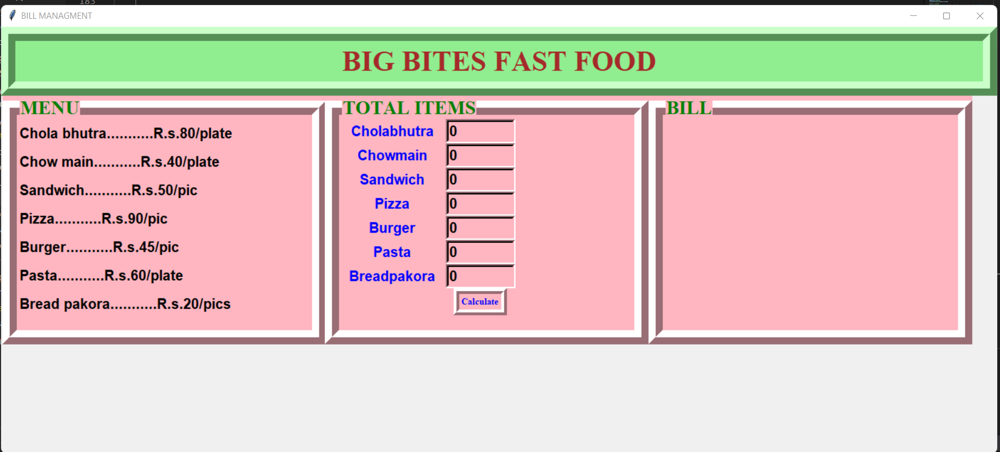 183
BILL MANAGMENT
BIG BITES FAST FOOD
MENU
Chola bhutra...........R.s.80/plate
Chow main...........R.s.40/plate
Sandwich...........R.s.50/pic
Pizza...........R.s.90/pic
Burger...........R.s.45/pic
Pasta...........R.s.60/plate
Bread pakora...........R.s.20/pics
TOTAL ITEMS
Cholabhutra 0
Chowmain 0
Sandwich 0
Pizza 0
Burger 0
Pasta 0
Breadpakora 0
Calculate
BILL